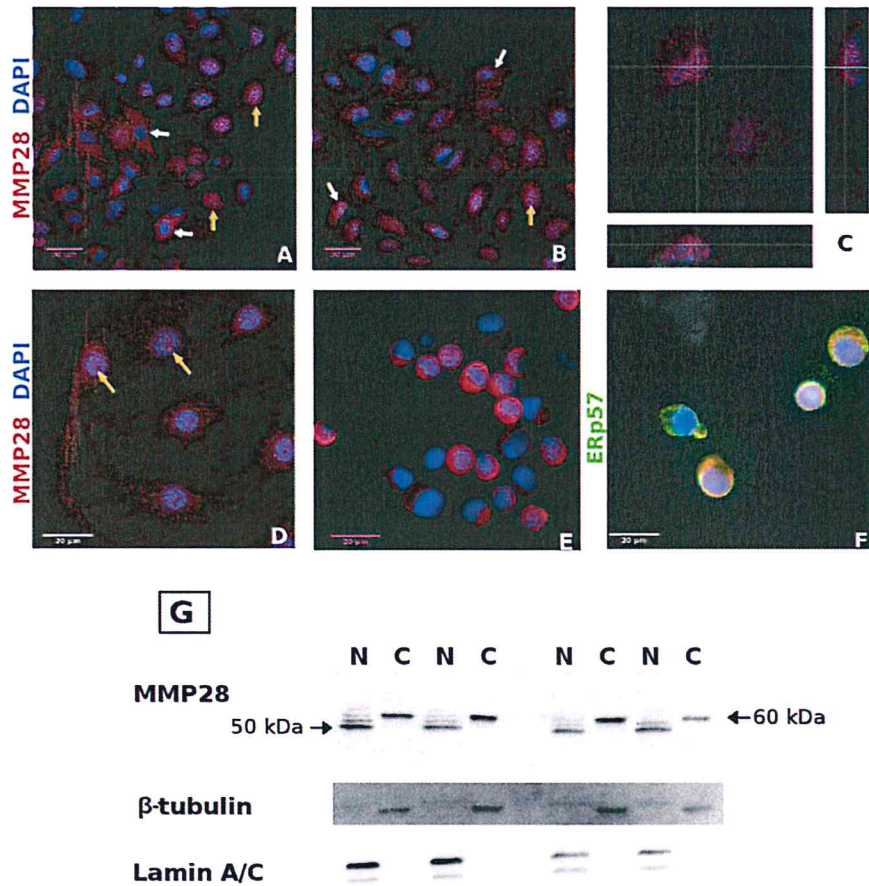 MMP28 DAPI
A
B
C
MMP28 DAPI
20 µm
D
20 µm
E
ERp57
20 µm
F
G
N C N C N C N C
MMP28
50 kDa
60 kDa
β-tubulin
Lamin A/C